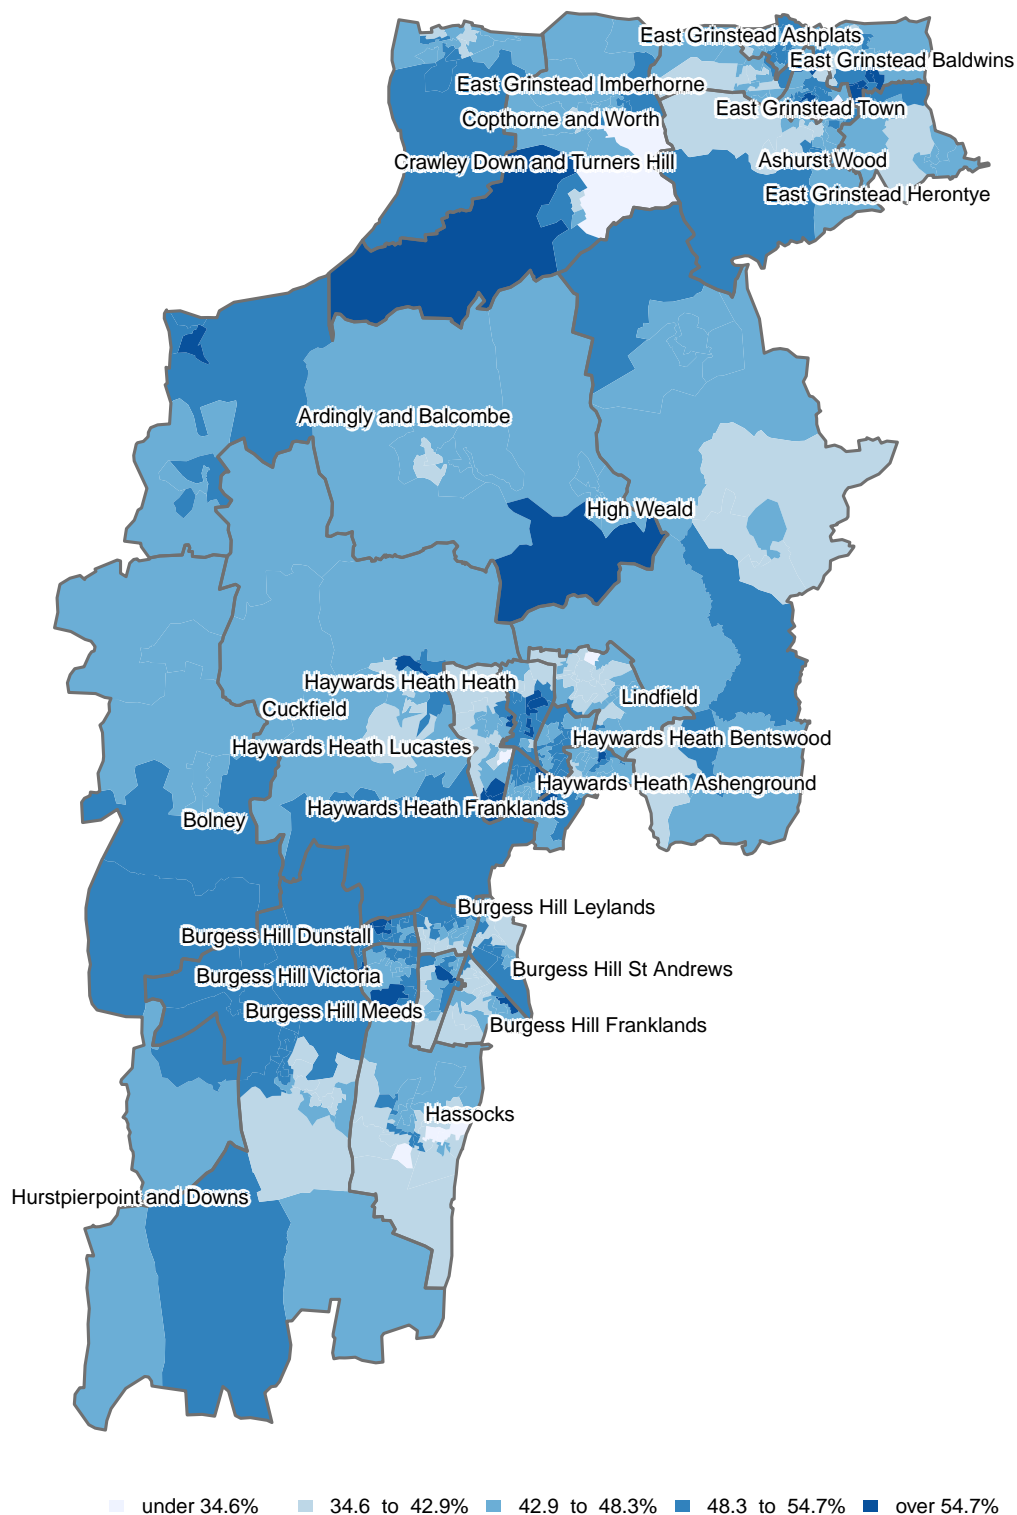 East Grinstead Ashplats
East Grinstead Baldwins
East Grinstead Imberhorne
East Grinstead Town
Copthorne and Worth
Crawley Down and Turners Hill
Ashurst Wood
East Grinstead Herontye
Ardingly and Balcombe
High Weald
Haywards Heath Heath
Lindfield
Cuckfield
Haywards Heath Bentswood
Haywards Heath Lucastes
Haywards Heath Ashenground
Haywards Heath Franklands
Bolney
Burgess Hill Leylands
Burgess Hill Dunstall
Burgess Hill St Andrews
Burgess Hill Victoria
Burgess Hill Meeds
Burgess Hill Franklands
Hassocks
Hurstpierpoint and Downs
under 34.6% 34.6 to 42.9% 42.9 to 48.3% 48.3 to 54.7% over 54.7%